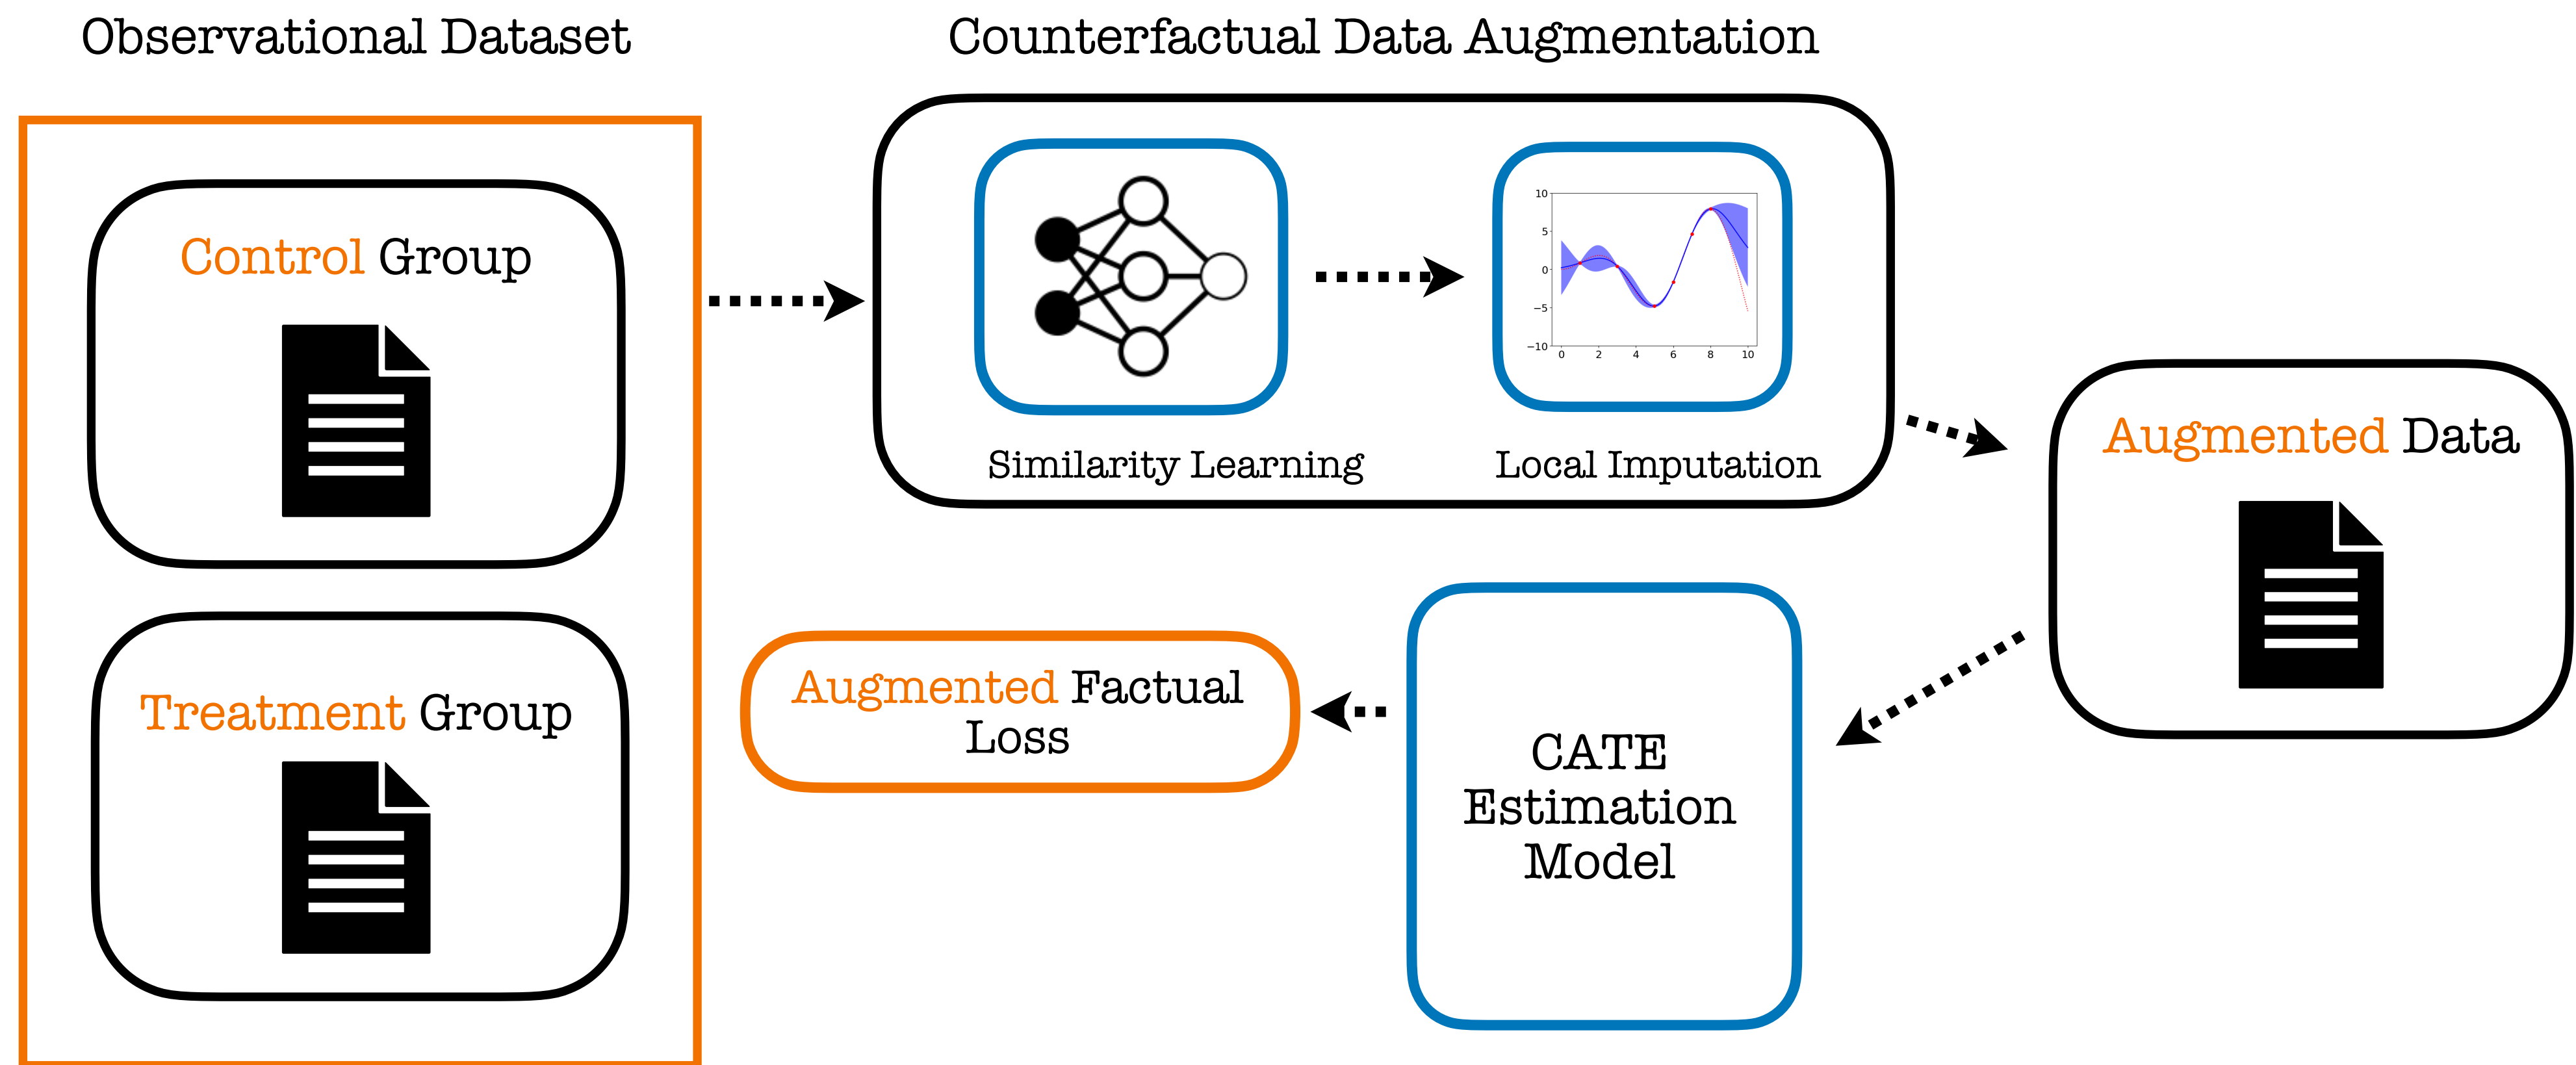 Observational Dataset
Counterfactual Data Augmentation
Control Group
Treatment Group
Similarity Learning
10
5
0
−5
−10
0 2 4 6 8 10
Local Imputation
Augmented Data
CATE
Estimation
Model
Augmented Factual
Loss